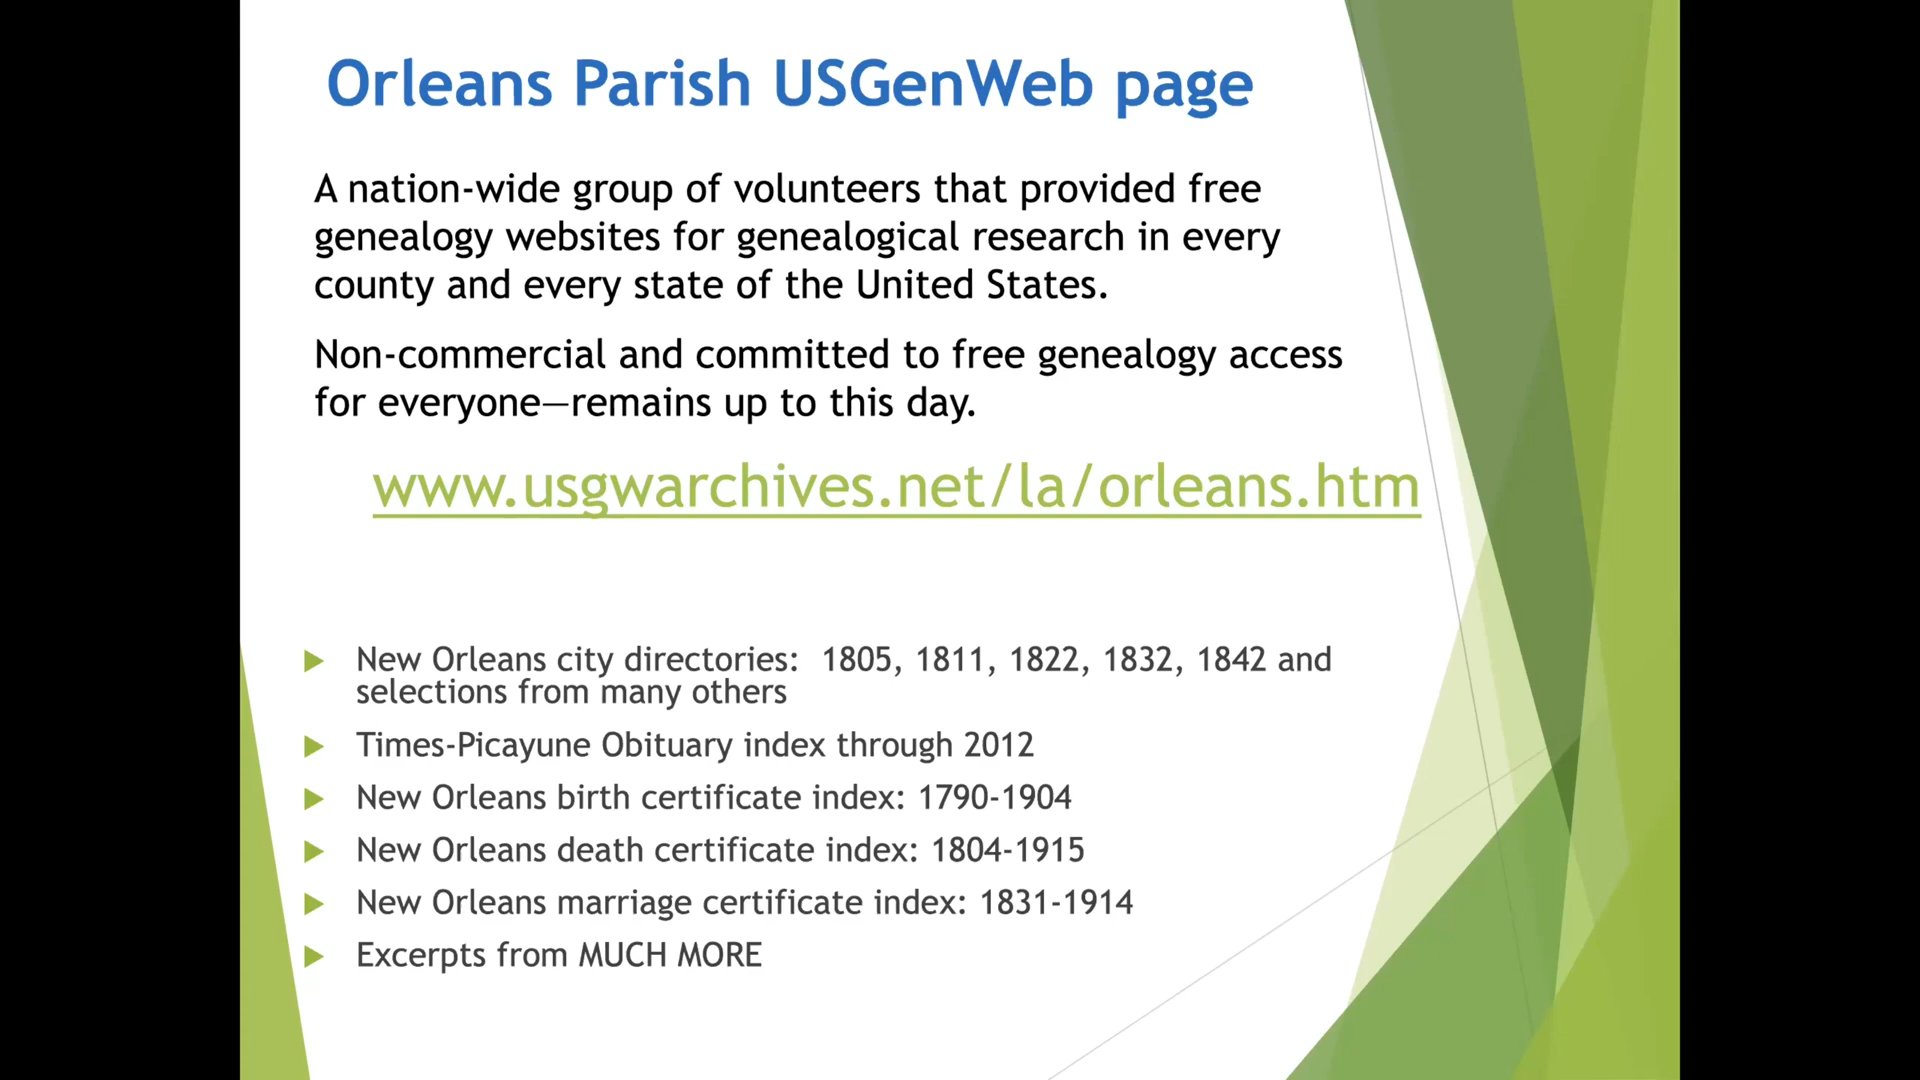 Orleans Parish USGenWeb page
A nation-wide group of volunteers that provided free
genealogy websites for genealogical research in every
county and every state of the United States.
Non-commercial and committed to free genealogy access
for everyone—remains up to this day.
www.usgwarchives.net/la/orleans.htm
New Orleans city directories:  1805, 1811, 1822, 1832, 1842 and
selections from many others
Times-Picayune Obituary index through 2012
New Orleans birth certificate index: 1790-1904
New Orleans death certificate index: 1804-1915
New Orleans marriage certificate index: 1831-1914
Excerpts from MUCH MORE